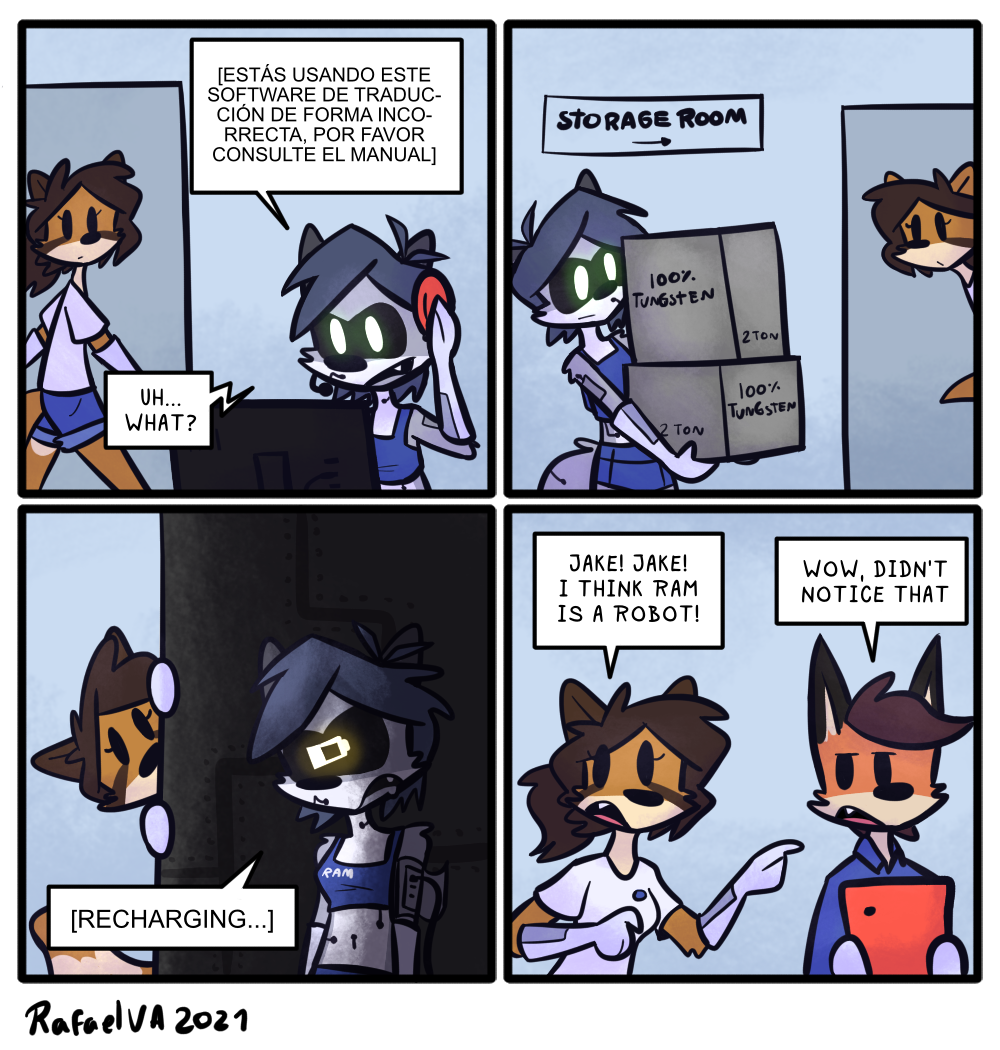 [ESTÁS USANDO ESTE
SOFTWARE DE TRADUC-
CIÓN DE FORMA INCO-
RRECTA, POR FAVOR
CONSULTE EL MANUAL]
UH...
WHAT?
STORAGE ROOM
→
100%
TUNGSTEN
2 TON
100%
TUNGSTEN
2 TON
RAM
[RECHARGING...]
JAKE! JAKE!
I THINK RAM
IS A ROBOT!
WOW, DIDN'T
NOTICE THAT
RafaelVA 2021